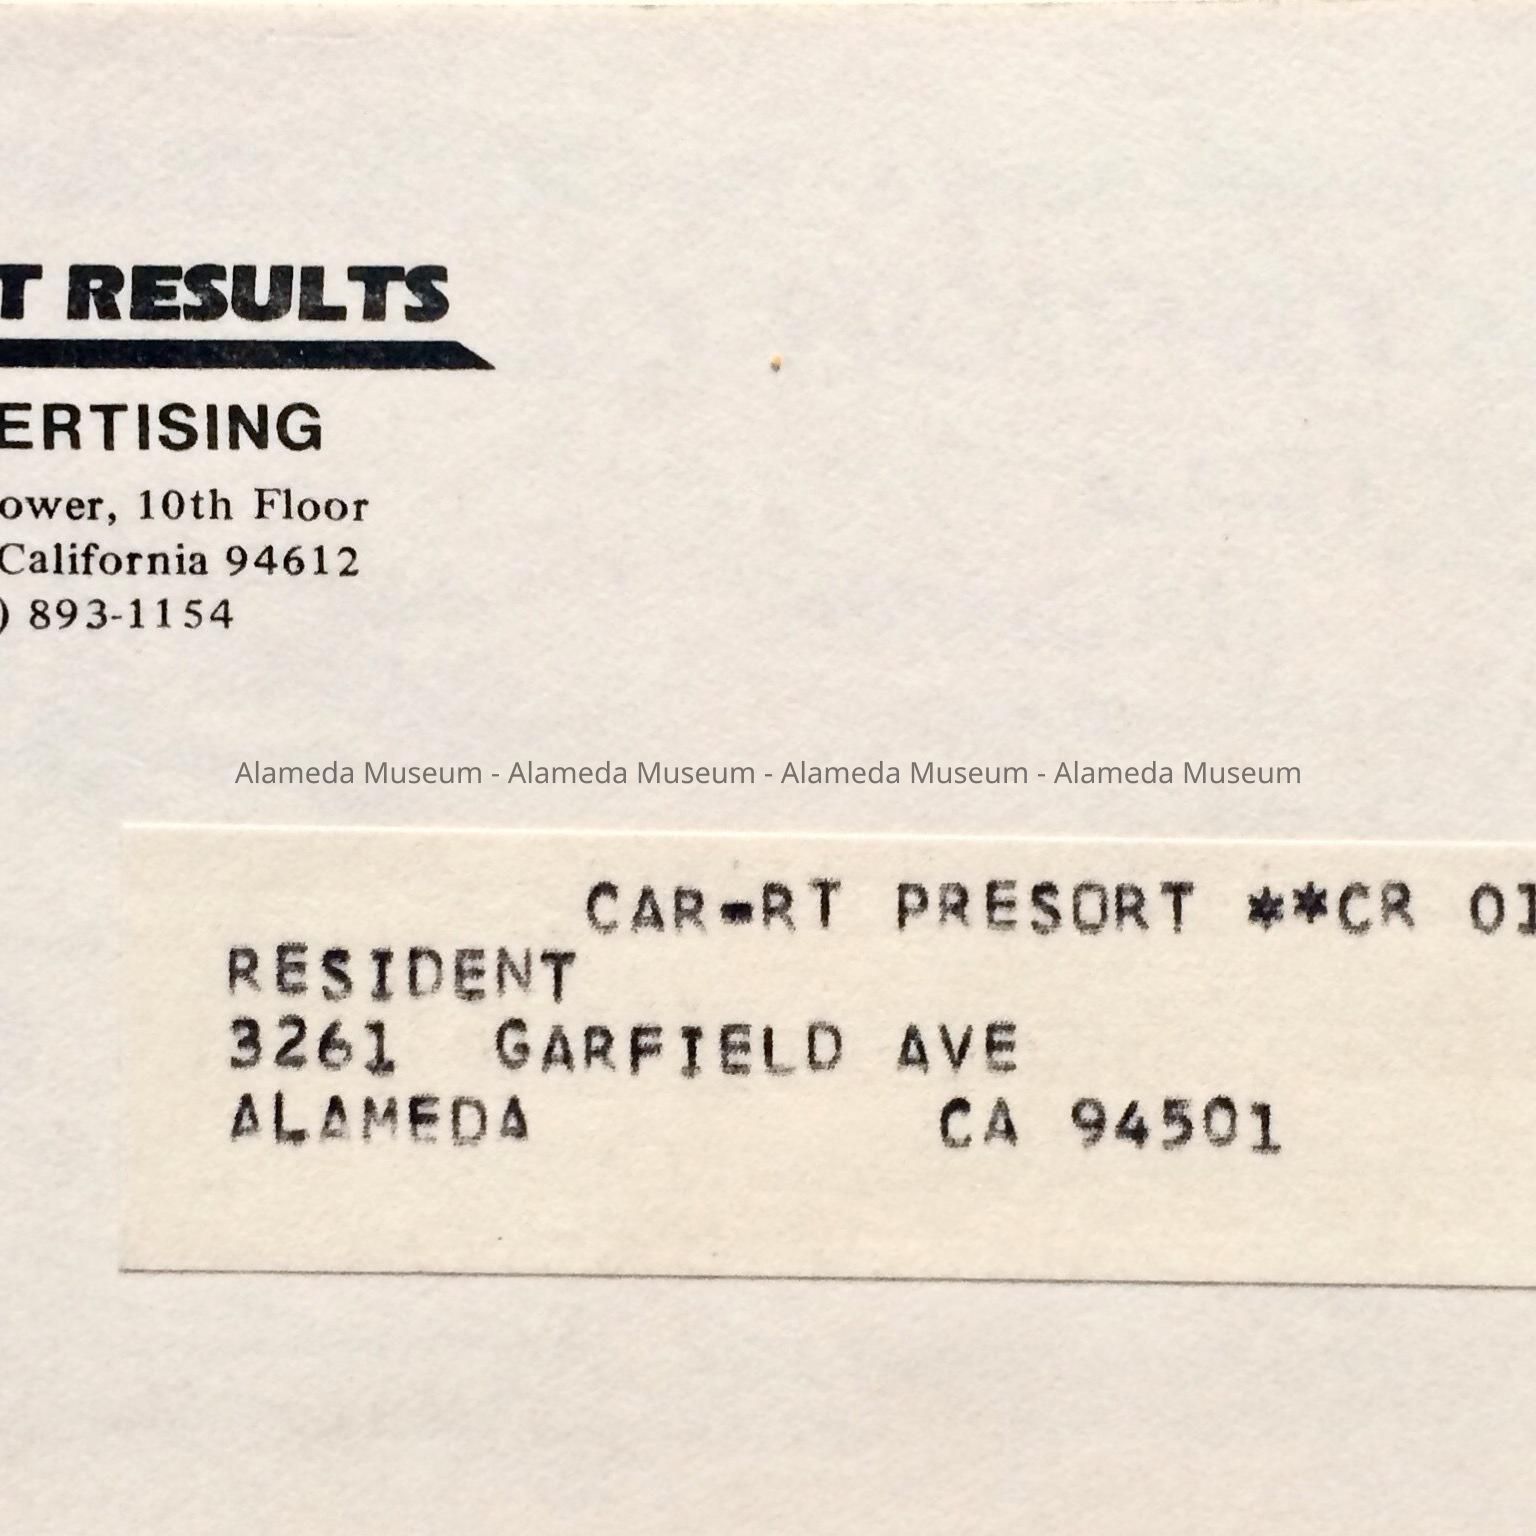 T RESULTS
ERTISING
ower, 10th Floor
California 94612
) 893-1154
Alameda Museum - Alameda Museum - Alameda Museum - Alameda Museum
CAR-RT PRESORT **CR 01
RESIDENT
3261 GARFIELD AVE
ALAMEDA CA 94501